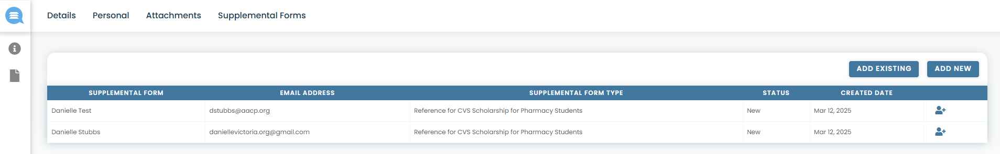 Details Personal Attachments Supplemental Forms
ADD EXISTING ADD NEW
SUPPLEMENTAL FORM EMAIL ADDRESS SUPPLEMENTAL FORM TYPE STATUS CREATED DATE
Danielle Test dstubbs@aacp.org Reference for CVS Scholarship for Pharmacy Students New Mar 12, 2025
Danielle Stubbs daniellevictoria.org@gmail.com Reference for CVS Scholarship for Pharmacy Students New Mar 12, 2025